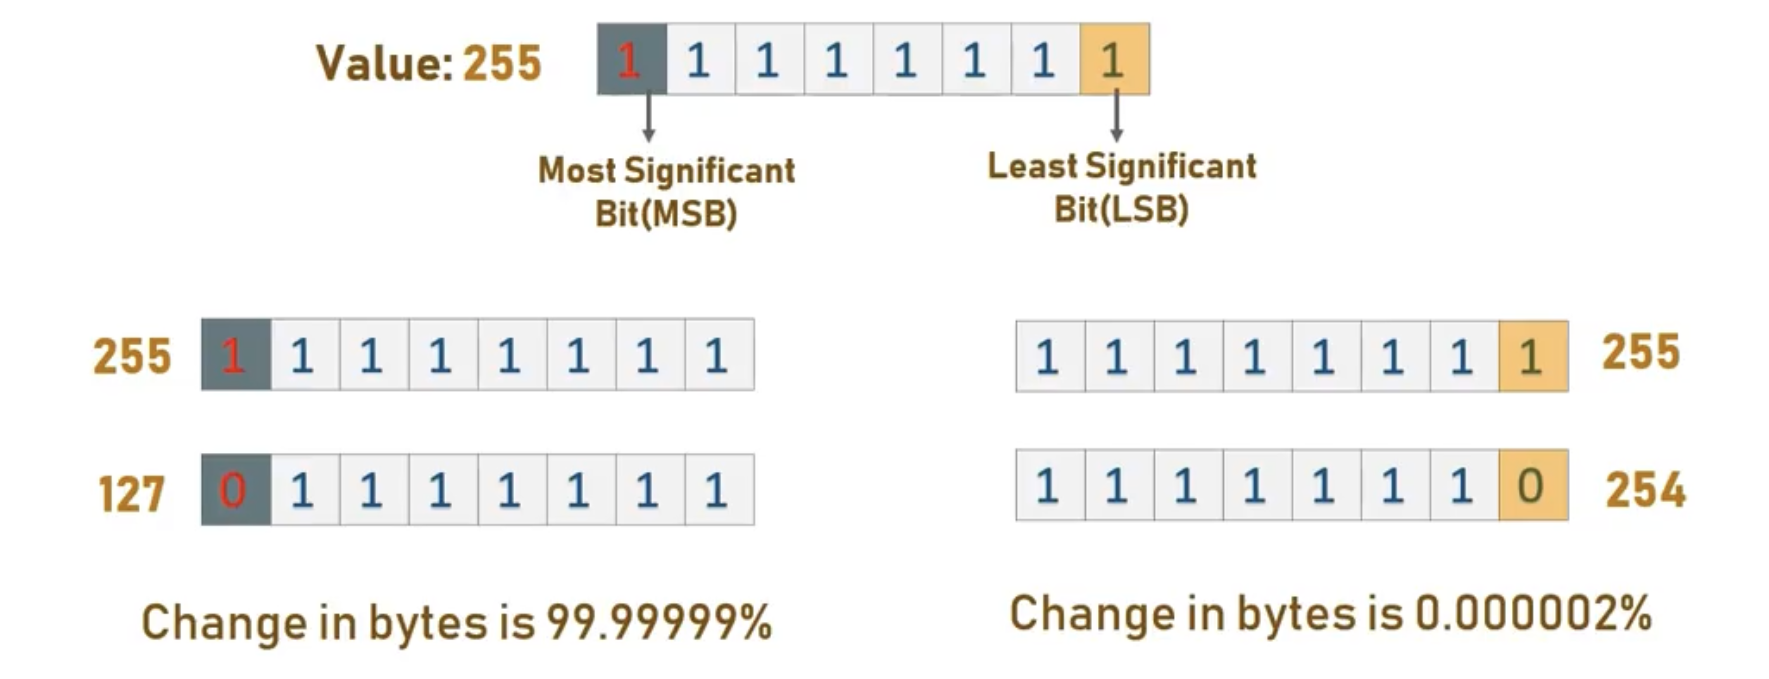 Value: 255 1 1 1 1 1 1 1 1
Most Significant
Bit(MSB)
Least Significant
Bit(LSB)
255 1 1 1 1 1 1 1 1
1 1 1 1 1 1 1 1 255
127 0 1 1 1 1 1 1 1
1 1 1 1 1 1 1 0 254
Change in bytes is 99.99999%
Change in bytes is 0.000002%